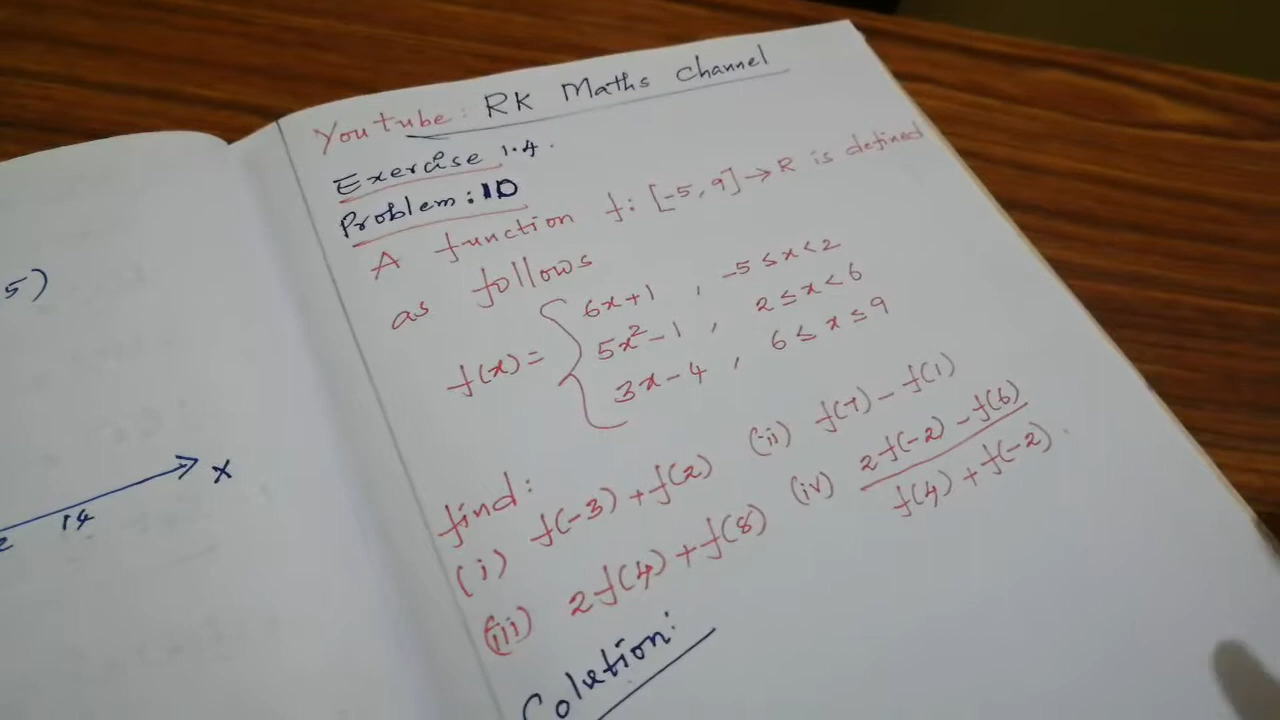 5)
x
14
YouTube: RK Maths channel
Exercise 1.4.
Problem: 10
A function f: [-5, 9] → R is defined
as follows
f(x) = { 6x+1 , -5 ≤ x < 2
5x²-1 , 2 ≤ x < 6
3x-4 , 6 ≤ x ≤ 9
find:
(i) f(-3) + f(2) (ii) f(7) - f(1)
(iii) 2f(4) + f(8) (iv) 2f(-2) - f(6) / f(4) + f(-2)
Solution: